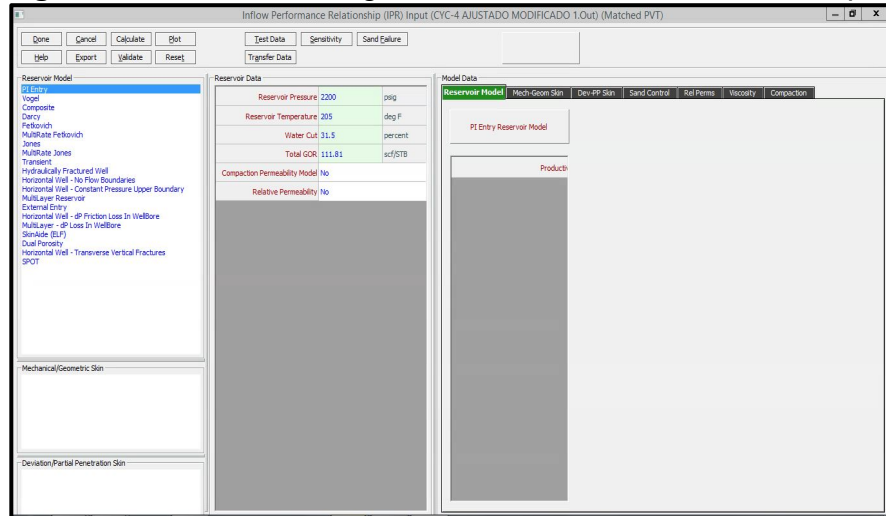 Inflow Performance Relationship (IPR) Input (CYC-4 AJUSTADO MODIFICADO 1.Out) (Matched PVT)
Done Cancel Calculate Plot Test Data Sensitivity Sand Failure
Help Export Validate Reset Transfer Data
Reservoir Model
PI Entry
Vogel
Composite
Darcy
Fetkovich
MultiRate Fetkovich
Jones
MultiRate Jones
Transient
Hydraulically Fractured Well
Horizontal Well - No Flow Boundaries
Horizontal Well - Constant Pressure Upper Boundary
MultiLayer Reservoir
External Entry
Horizontal Well - dP Friction Loss In WellBore
MultiLayer - dP Loss In WellBore
SkinAide (ELF)
Dual Porosity
Horizontal Well - Transverse Vertical Fractures
SPOT
Mechanical/Geometric Skin
Deviation/Partial Penetration Skin
Reservoir Data
Reservoir Pressure 2200 psig
Reservoir Temperature 205 deg F
Water Cut 31.5 percent
Total GOR 111.81 scf/STB
Compaction Permeability Model No
Relative Permeability No
Model Data
Reservoir Model Mech-Geom Skin Dev-PP Skin Sand Control Rel Perms Viscosity Compaction
PI Entry Reservoir Model
Producti